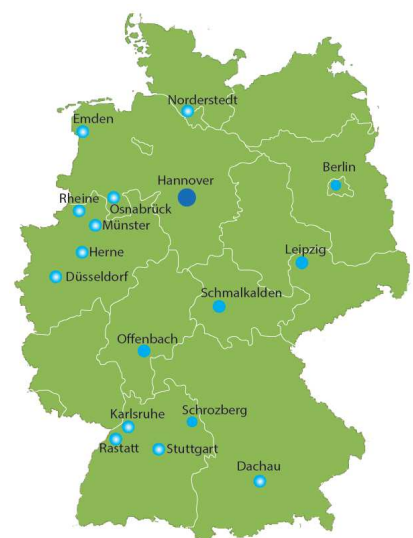 Norderstedt
Emden
Berlin
Hannover
Rheine
Osnabrück
Münster
Herne
Leipzig
Düsseldorf
Schmalkalden
Offenbach
Karlsruhe
Schrozberg
Rastatt
Stuttgart
Dachau